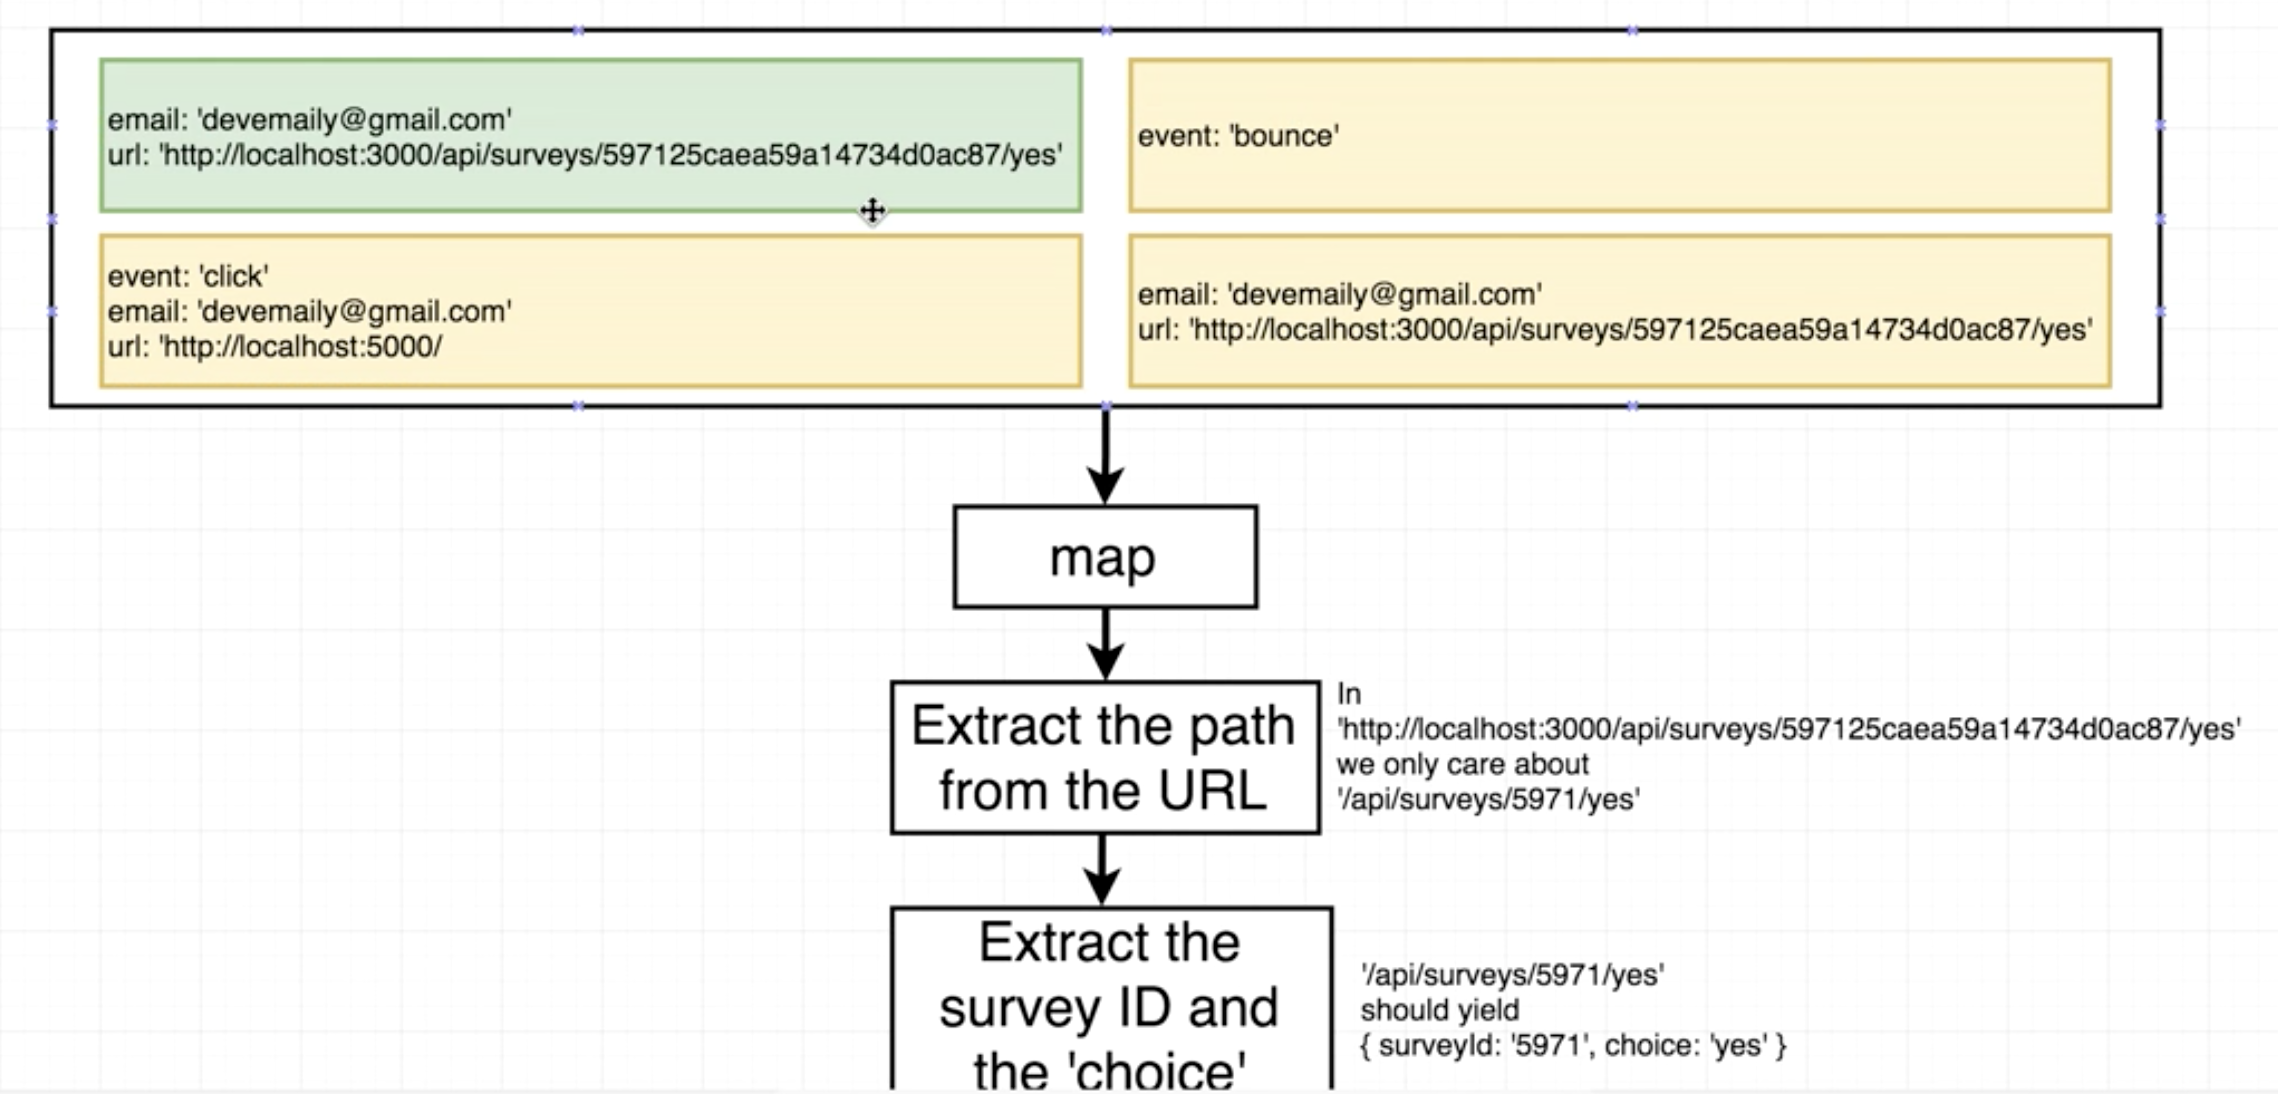 email: 'devemaily@gmail.com'
url: 'http://localhost:3000/api/surveys/597125caea59a14734d0ac87/yes'
event: 'bounce'
event: 'click'
email: 'devemaily@gmail.com'
url: 'http://localhost:5000/
email: 'devemaily@gmail.com'
url: 'http://localhost:3000/api/surveys/597125caea59a14734d0ac87/yes'
map
Extract the path
from the URL
In
'http://localhost:3000/api/surveys/597125caea59a14734d0ac87/yes'
we only care about
'/api/surveys/5971/yes'
Extract the
survey ID and
the 'choice'
'/api/surveys/5971/yes'
should yield
{ surveyId: '5971', choice: 'yes' }